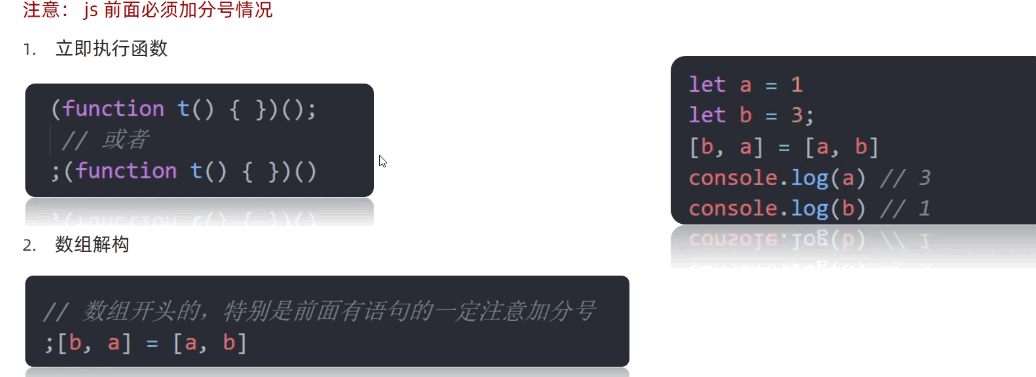 注意： js 前面必须加分号情况
1. 立即执行函数
(function t() { })();
// 或者
;(function t() { })()
2. 数组解构
// 数组开头的，特别是前面有语句的一定注意加分号
;[b, a] = [a, b]
let a = 1
let b = 3;
[b, a] = [a, b]
console.log(a) // 3
console.log(b) // 1